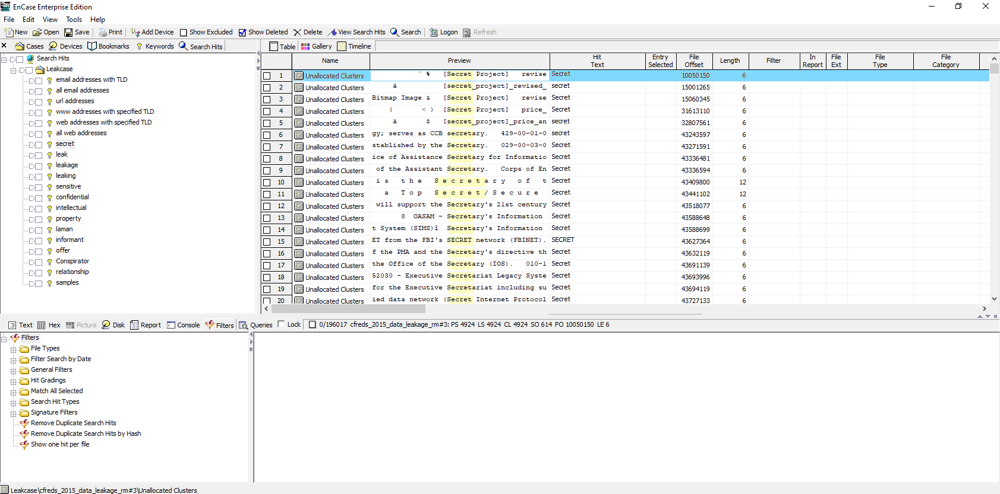 EnCase Enterprise Edition
File Edit View Tools Help
New Open Save Print Add Device Show Excluded Show Deleted Delete View Search Hits Search Logon Refresh
Cases Devices Bookmarks Keywords Search Hits
Search Hits
Leakcase
email addresses with TLD
all email addresses
url addresses
www addresses with specified TLD
web addresses with specified TLD
all web addresses
secret
leak
leakage
leaking
sensitive
confidential
intellectual
property
laman
informant
offer
Conspirator
relationship
samples
Table Gallery Timeline
Name Preview Hit Text Entry Selected File Offset Length Filter In Report File Ext File Type File Category
1 Unallocated Clusters ¨ % [Secret Project] revise Secret 10050150 6
2 Unallocated Clusters ä [secret_project]_revised_ secret 15001265 6
3 Unallocated Clusters Bitmap Image & [Secret Project] revise Secret 15060345 6
4 Unallocated Clusters ( < ) [Secret Project] price_ Secret 31613110 6
5 Unallocated Clusters ä $ [secret_project]_price_an secret 32807561 6
6 Unallocated Clusters gy; serves as CCB secretary. 429-00-01-0 secret 43243597 6
7 Unallocated Clusters stablished by the Secretary. 029-00-03-0 Secret 43271591 6
8 Unallocated Clusters ice of Assistance Secretary for Informatio Secret 43336481 6
9 Unallocated Clusters of the Assistant Secretary. Corps of En Secret 43336594 6
10 Unallocated Clusters i s t h e S e c r e t a r y o f t Secret 43409800 12
11 Unallocated Clusters a T o p S e c r e t / S e c u r e Secret 43441102 12
12 Unallocated Clusters will support the Secretary's 21st century Secret 43518077 6
13 Unallocated Clusters 8 OASAM - Secretary's Information Secret 43588648 6
14 Unallocated Clusters t System (SIMS)î Secretary's Information Secret 43588699 6
15 Unallocated Clusters ET from the FBI's SECRET network (FBINET). SECRET 43627364 6
16 Unallocated Clusters f the PMA and the Secretary's directive th Secret 43632119 6
17 Unallocated Clusters the Office of the Secretary (IOS). 010-1 Secret 43691139 6
18 Unallocated Clusters 52030 - Executive Secretariat Legacy Syste Secret 43693996 6
19 Unallocated Clusters for the Executive Secretariat including su Secret 43694119 6
20 Unallocated Clusters ied data network (Secret Internet Protocol Secret 43727133 6
Text Hex Picture Disk Report Console Filters Queries Lock 0/196017 cfreds_2015_data_leakage_rm#3: PS 4924 LS 4924 CL 4924 SO 614 FO 10050150 LE 6
Filters
File Types
Filter Search by Date
General Filters
Hit Gradings
Match All Selected
Search Hit Types
Signature Filters
Remove Duplicate Search Hits
Remove Duplicate Search Hits by Hash
Show one hit per file
Leakcase\cfreds_2015_data_leakage_rm#3\Unallocated Clusters